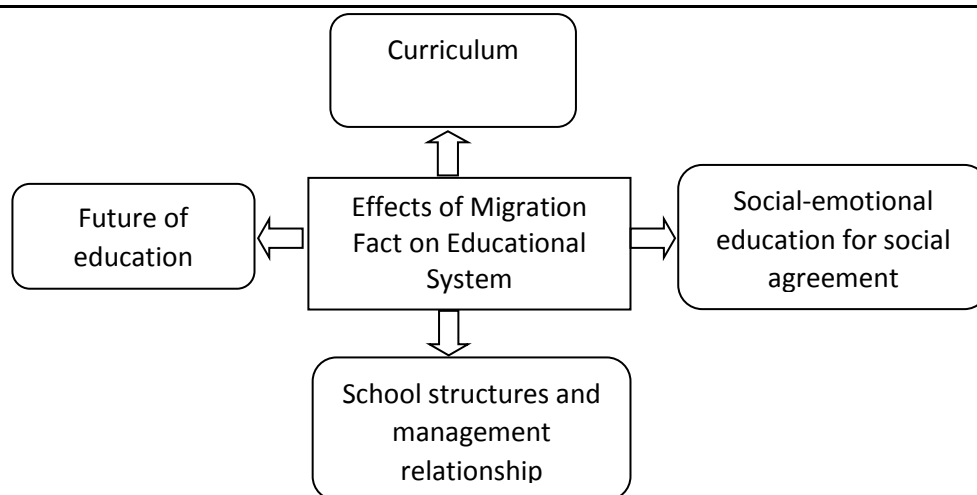 Curriculum
Future of
education
Effects of Migration
Fact on Educational
System
Social-emotional
education for social
agreement
School structures and
management
relationship